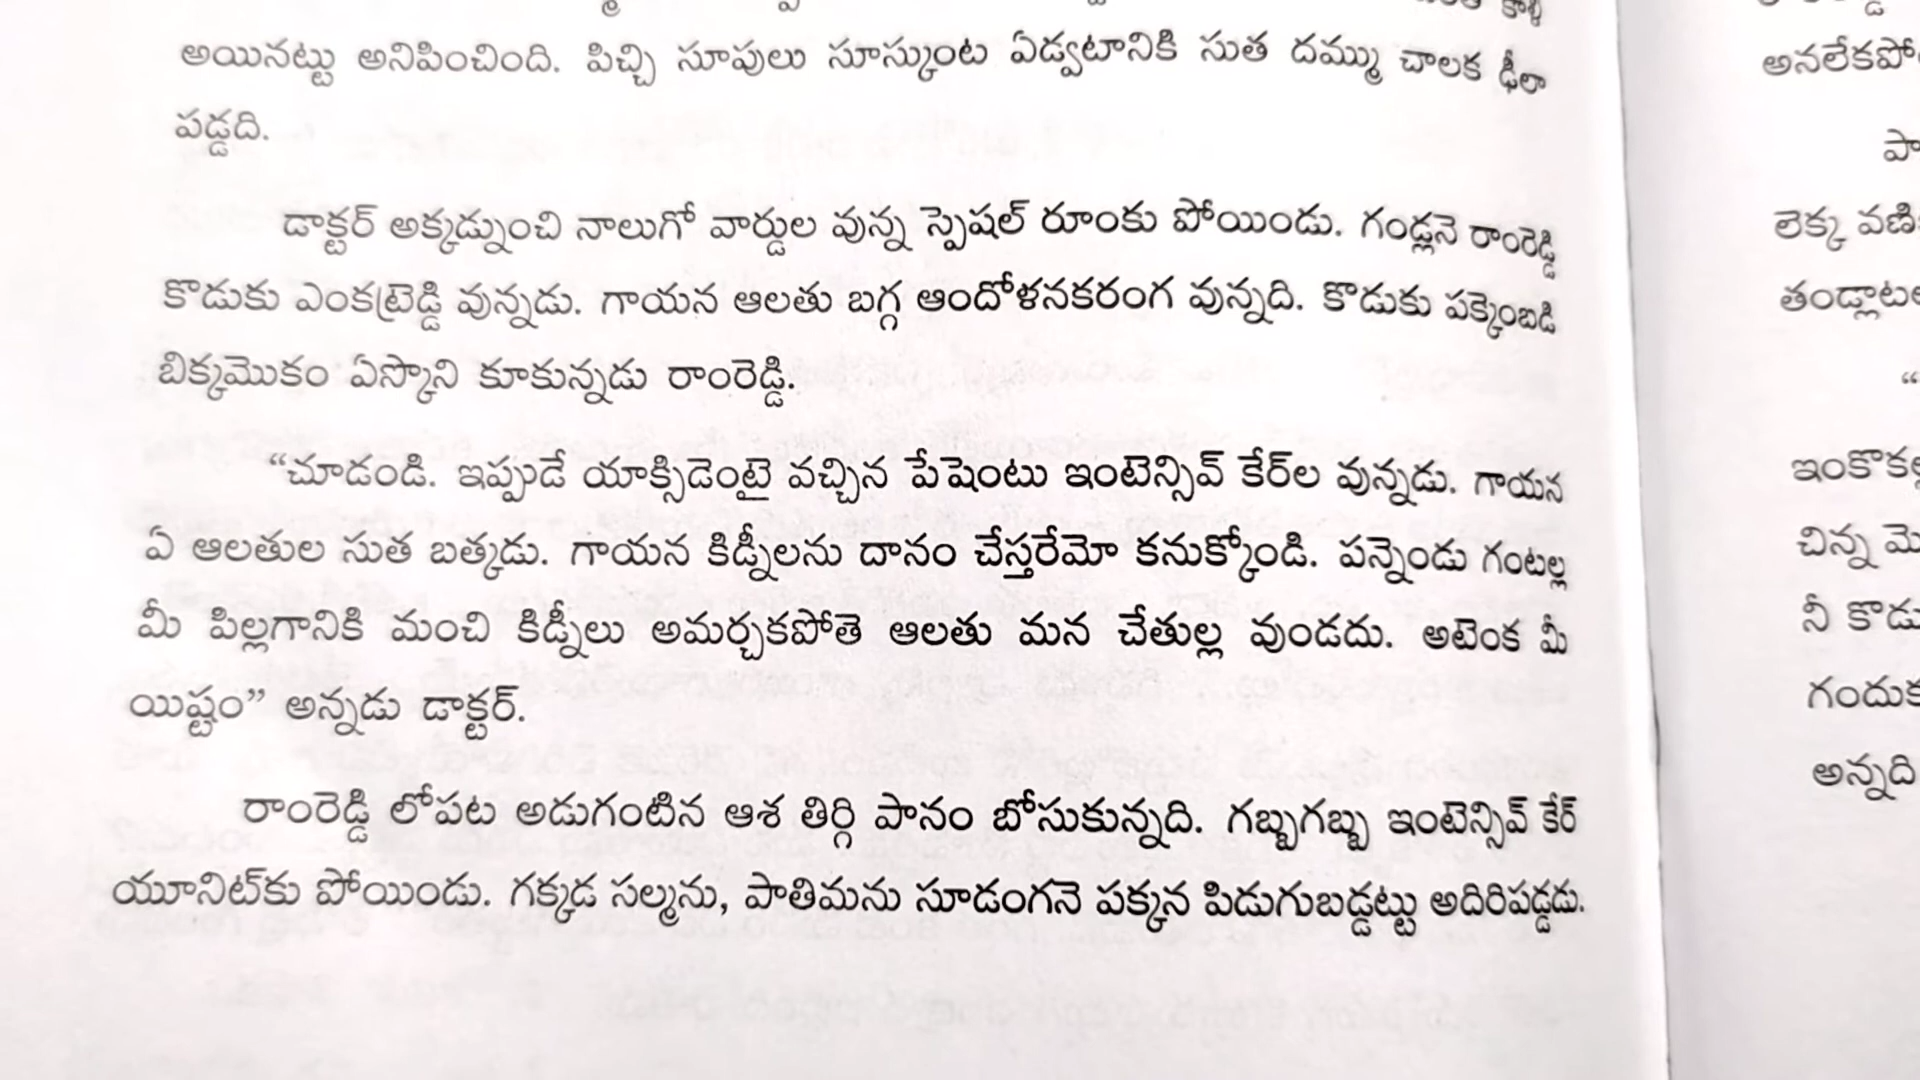 అయినట్టు అనిపించింది. పిచ్చి సూపులు సూస్కుంట ఏడ్వటానికి సుత దమ్ము చాలక ఢీలా
పడ్డది.
డాక్టర్ అక్కడ్నుంచి నాలుగో వార్డుల వున్న స్పెషల్ రూంకు పోయిండు. గండ్లనె రాంరెడ్డి
కొడుకు ఎంకట్రెడ్డి వున్నడు. గాయన ఆలతు బగ్గ ఆందోళనకరంగ వున్నది. కొడుకు పక్కెంబడి
బిక్కమొకం ఏస్కొని కూకున్నడు రాంరెడ్డి.
“చూడండి. ఇప్పుడే యాక్సిడెంటై వచ్చిన పేషెంటు ఇంటెన్సివ్ కేర్‌ల వున్నడు. గాయన
ఏ ఆలతుల సుత బత్కడు. గాయన కిడ్నీలను దానం చేస్తరేమో కనుక్కోండి. పన్నెండు గంటల్ల
మీ పిల్లగానికి మంచి కిడ్నీలు అమర్చకపోతె ఆలతు మన చేతుల్ల వుండదు. అటెంక మీ
యిష్టం” అన్నడు డాక్టర్.
రాంరెడ్డి లోపట అడుగంటిన ఆశ తిర్గి పానం బోసుకున్నది. గబ్బగబ్బ ఇంటెన్సివ్ కేర్
యూనిట్‌కు పోయిండు. గక్కడ సల్మను, పాతిమను సూడంగనె పక్కన పిడుగుబడ్డట్టు అదిరిపడ్డడు.
లెక్క
ఇంకొకల్ల
చిన్న
నీ
అన్నది